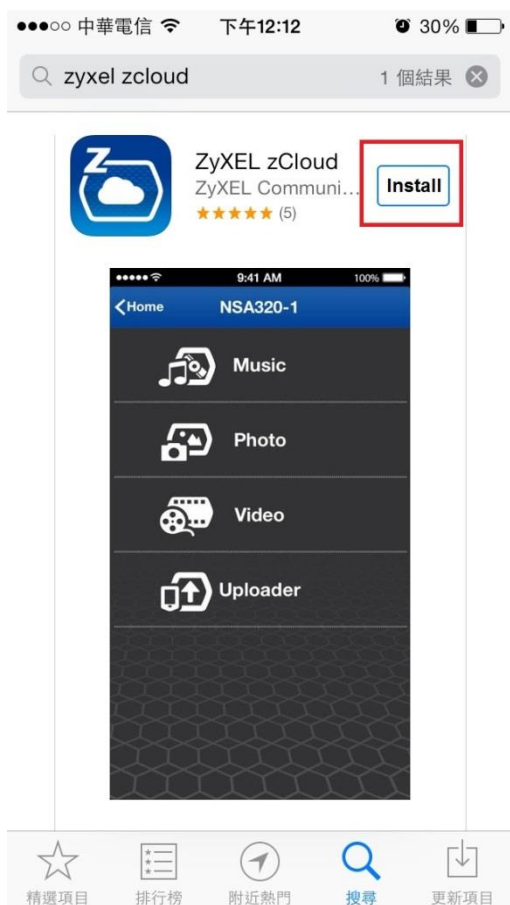 中華電信 下午12:12 30%
zyxel zcloud 1 個結果
ZyXEL zCloud
ZyXEL Communi...
Install
(5)
9:41 AM 100%
Home NSA320-1
Music
Photo
Video
Uploader
精選項目 排行榜 附近熱門 搜尋 更新項目